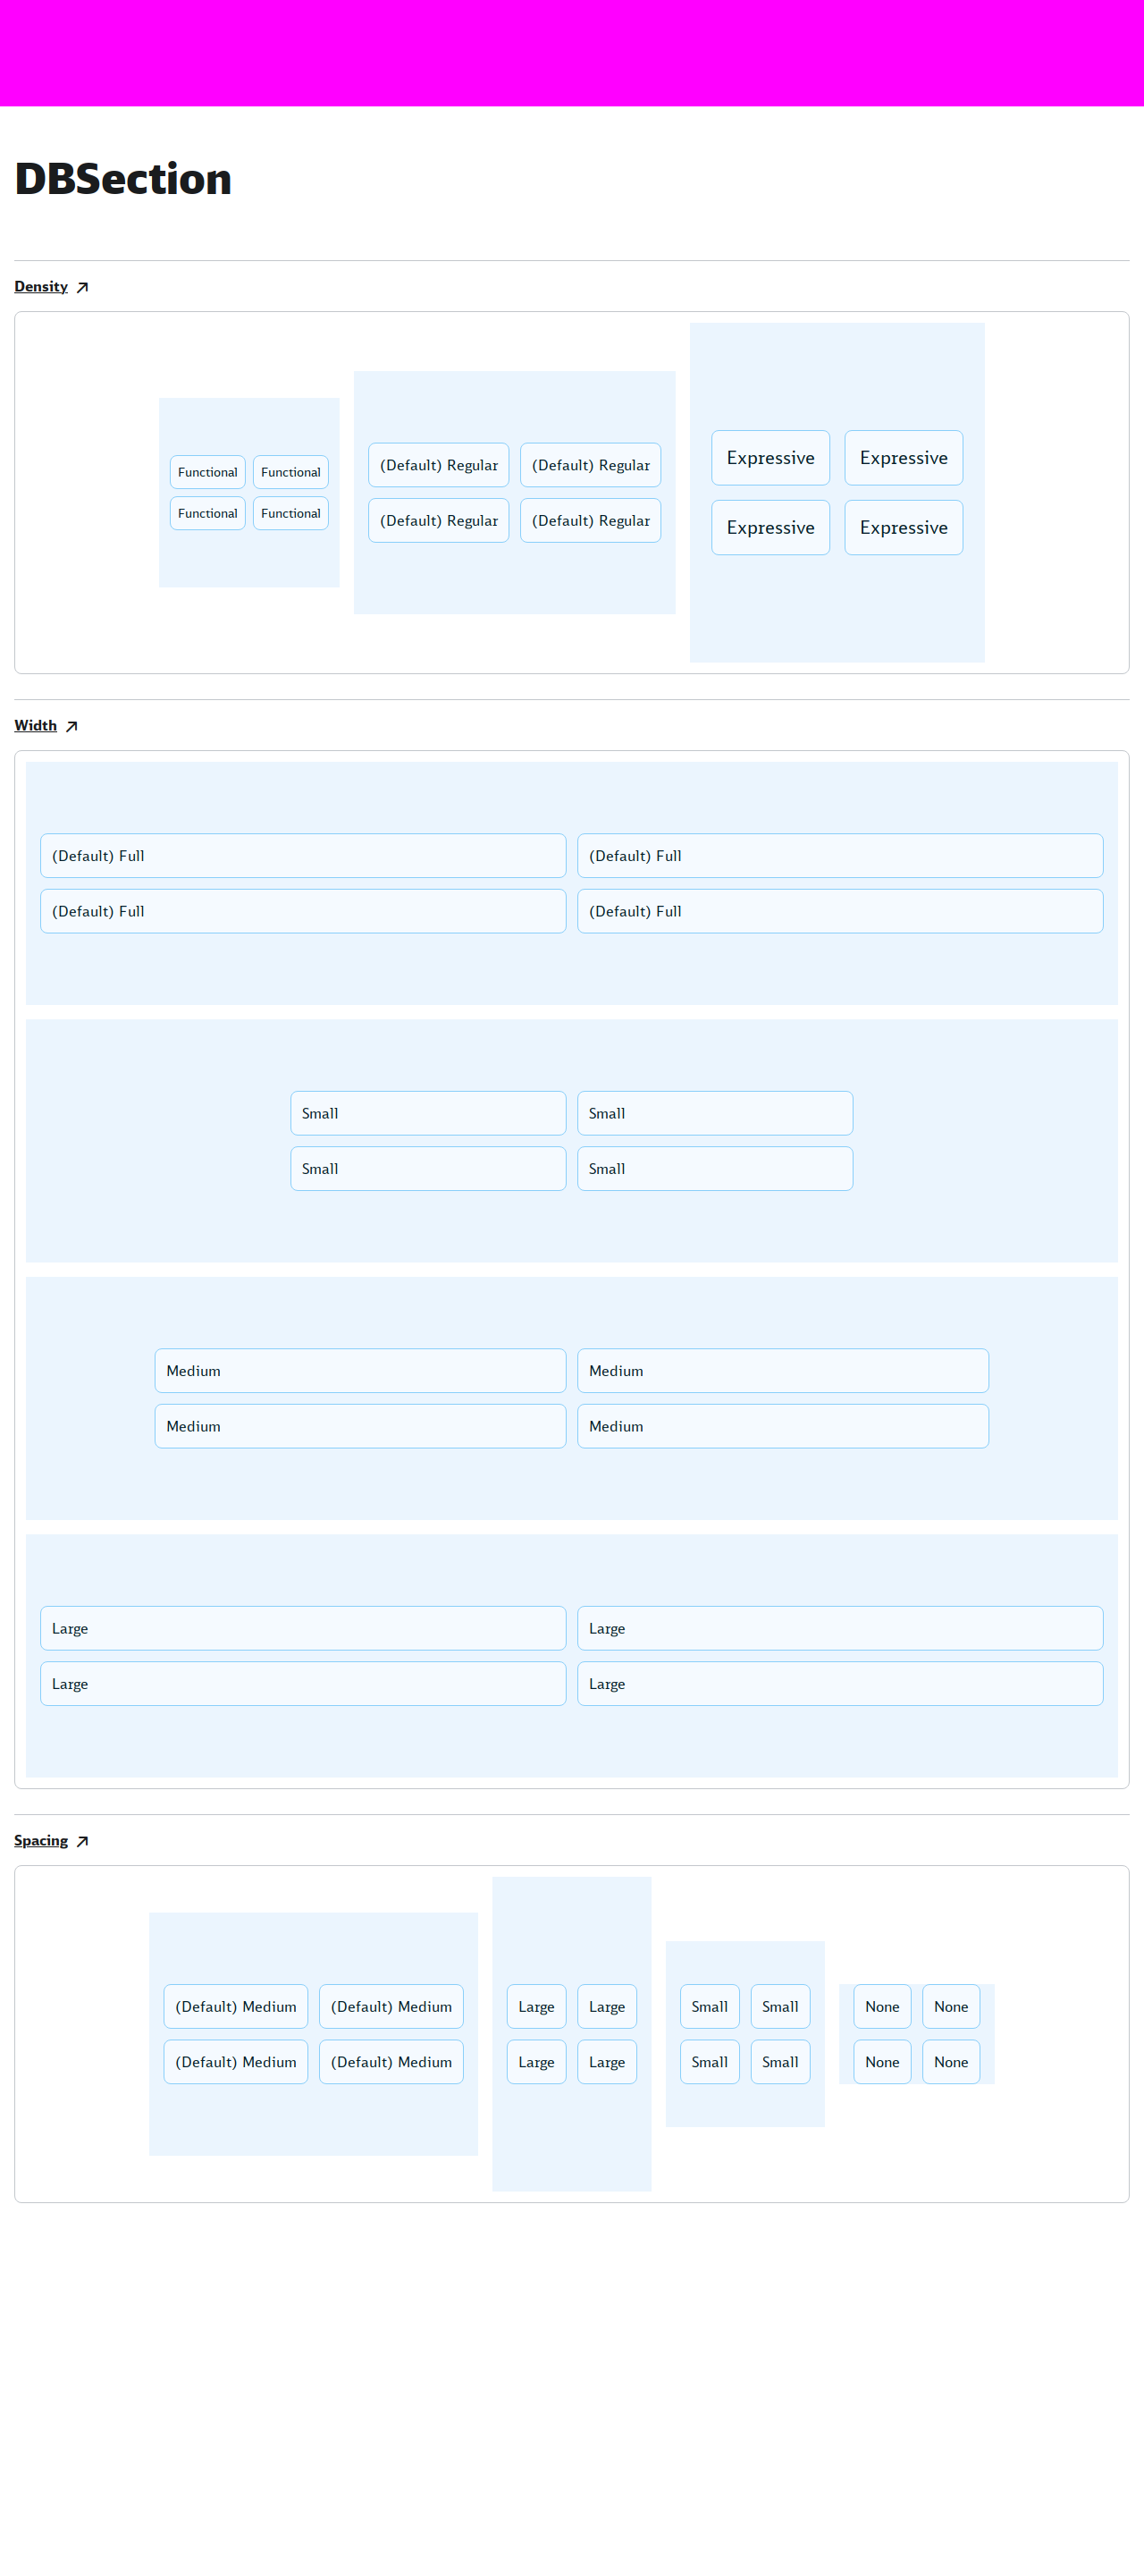 DBSection
Density
Functional Functional
Functional Functional
(Default) Regular (Default) Regular
(Default) Regular (Default) Regular
Expressive Expressive
Expressive Expressive
Width
(Default) Full (Default) Full
(Default) Full (Default) Full
Small Small
Small Small
Medium Medium
Medium Medium
Large Large
Large Large
Spacing
(Default) Medium (Default) Medium
(Default) Medium (Default) Medium
Large Large
Large Large
Small Small
Small Small
None None
None None